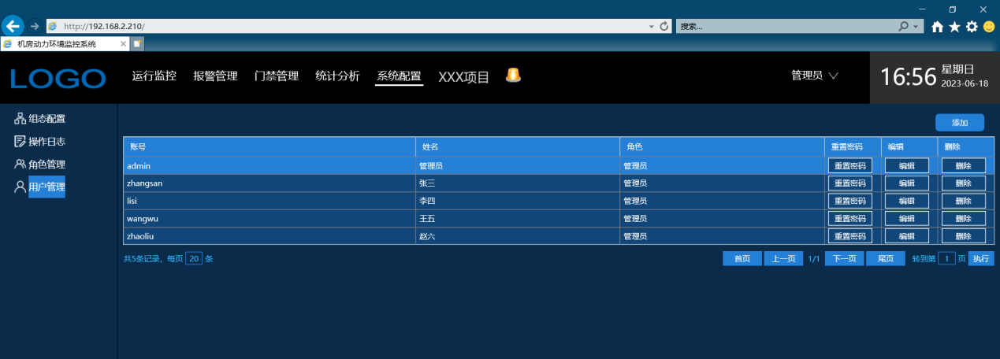 http://192.168.2.210/
搜索...
机房动力环境监控系统
LOGO 运行监控 报警管理 门禁管理 统计分析 系统配置 XXX项目 管理员 16:56 星期日
2023-06-18
组态配置
操作日志
角色管理
用户管理
添加
账号 姓名 角色 重置密码 编辑 删除
admin 管理员 管理员 重置密码 编辑 删除
zhangsan 张三 管理员 重置密码 编辑 删除
lisi 李四 管理员 重置密码 编辑 删除
wangwu 王五 管理员 重置密码 编辑 删除
zhaoliu 赵六 管理员 重置密码 编辑 删除
共5条记录，每页 20 条 首页 上一页 1/1 下一页 尾页 转到第 1 页 执行